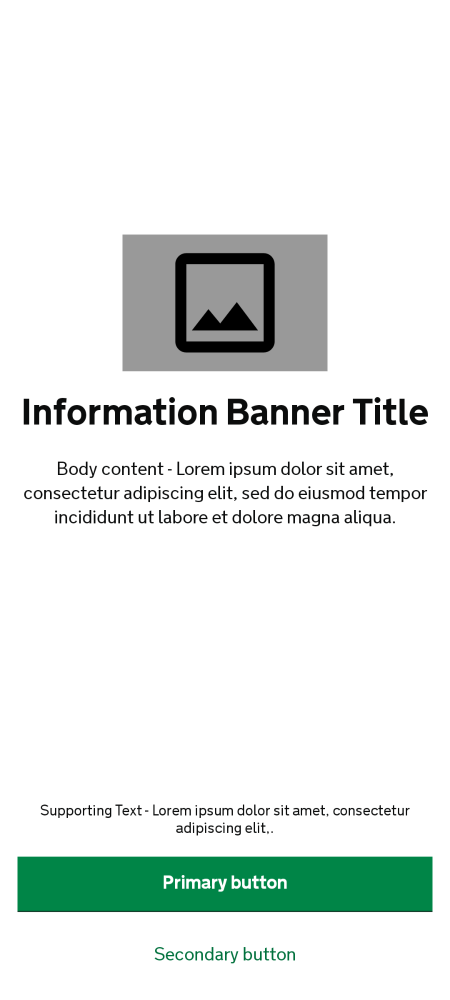 Information Banner Title
Body content - Lorem ipsum dolor sit amet,
consectetur adipiscing elit, sed do eiusmod tempor
incididunt ut labore et dolore magna aliqua.
Supporting Text - Lorem ipsum dolor sit amet, consectetur
adipiscing elit,.
Primary button
Secondary button